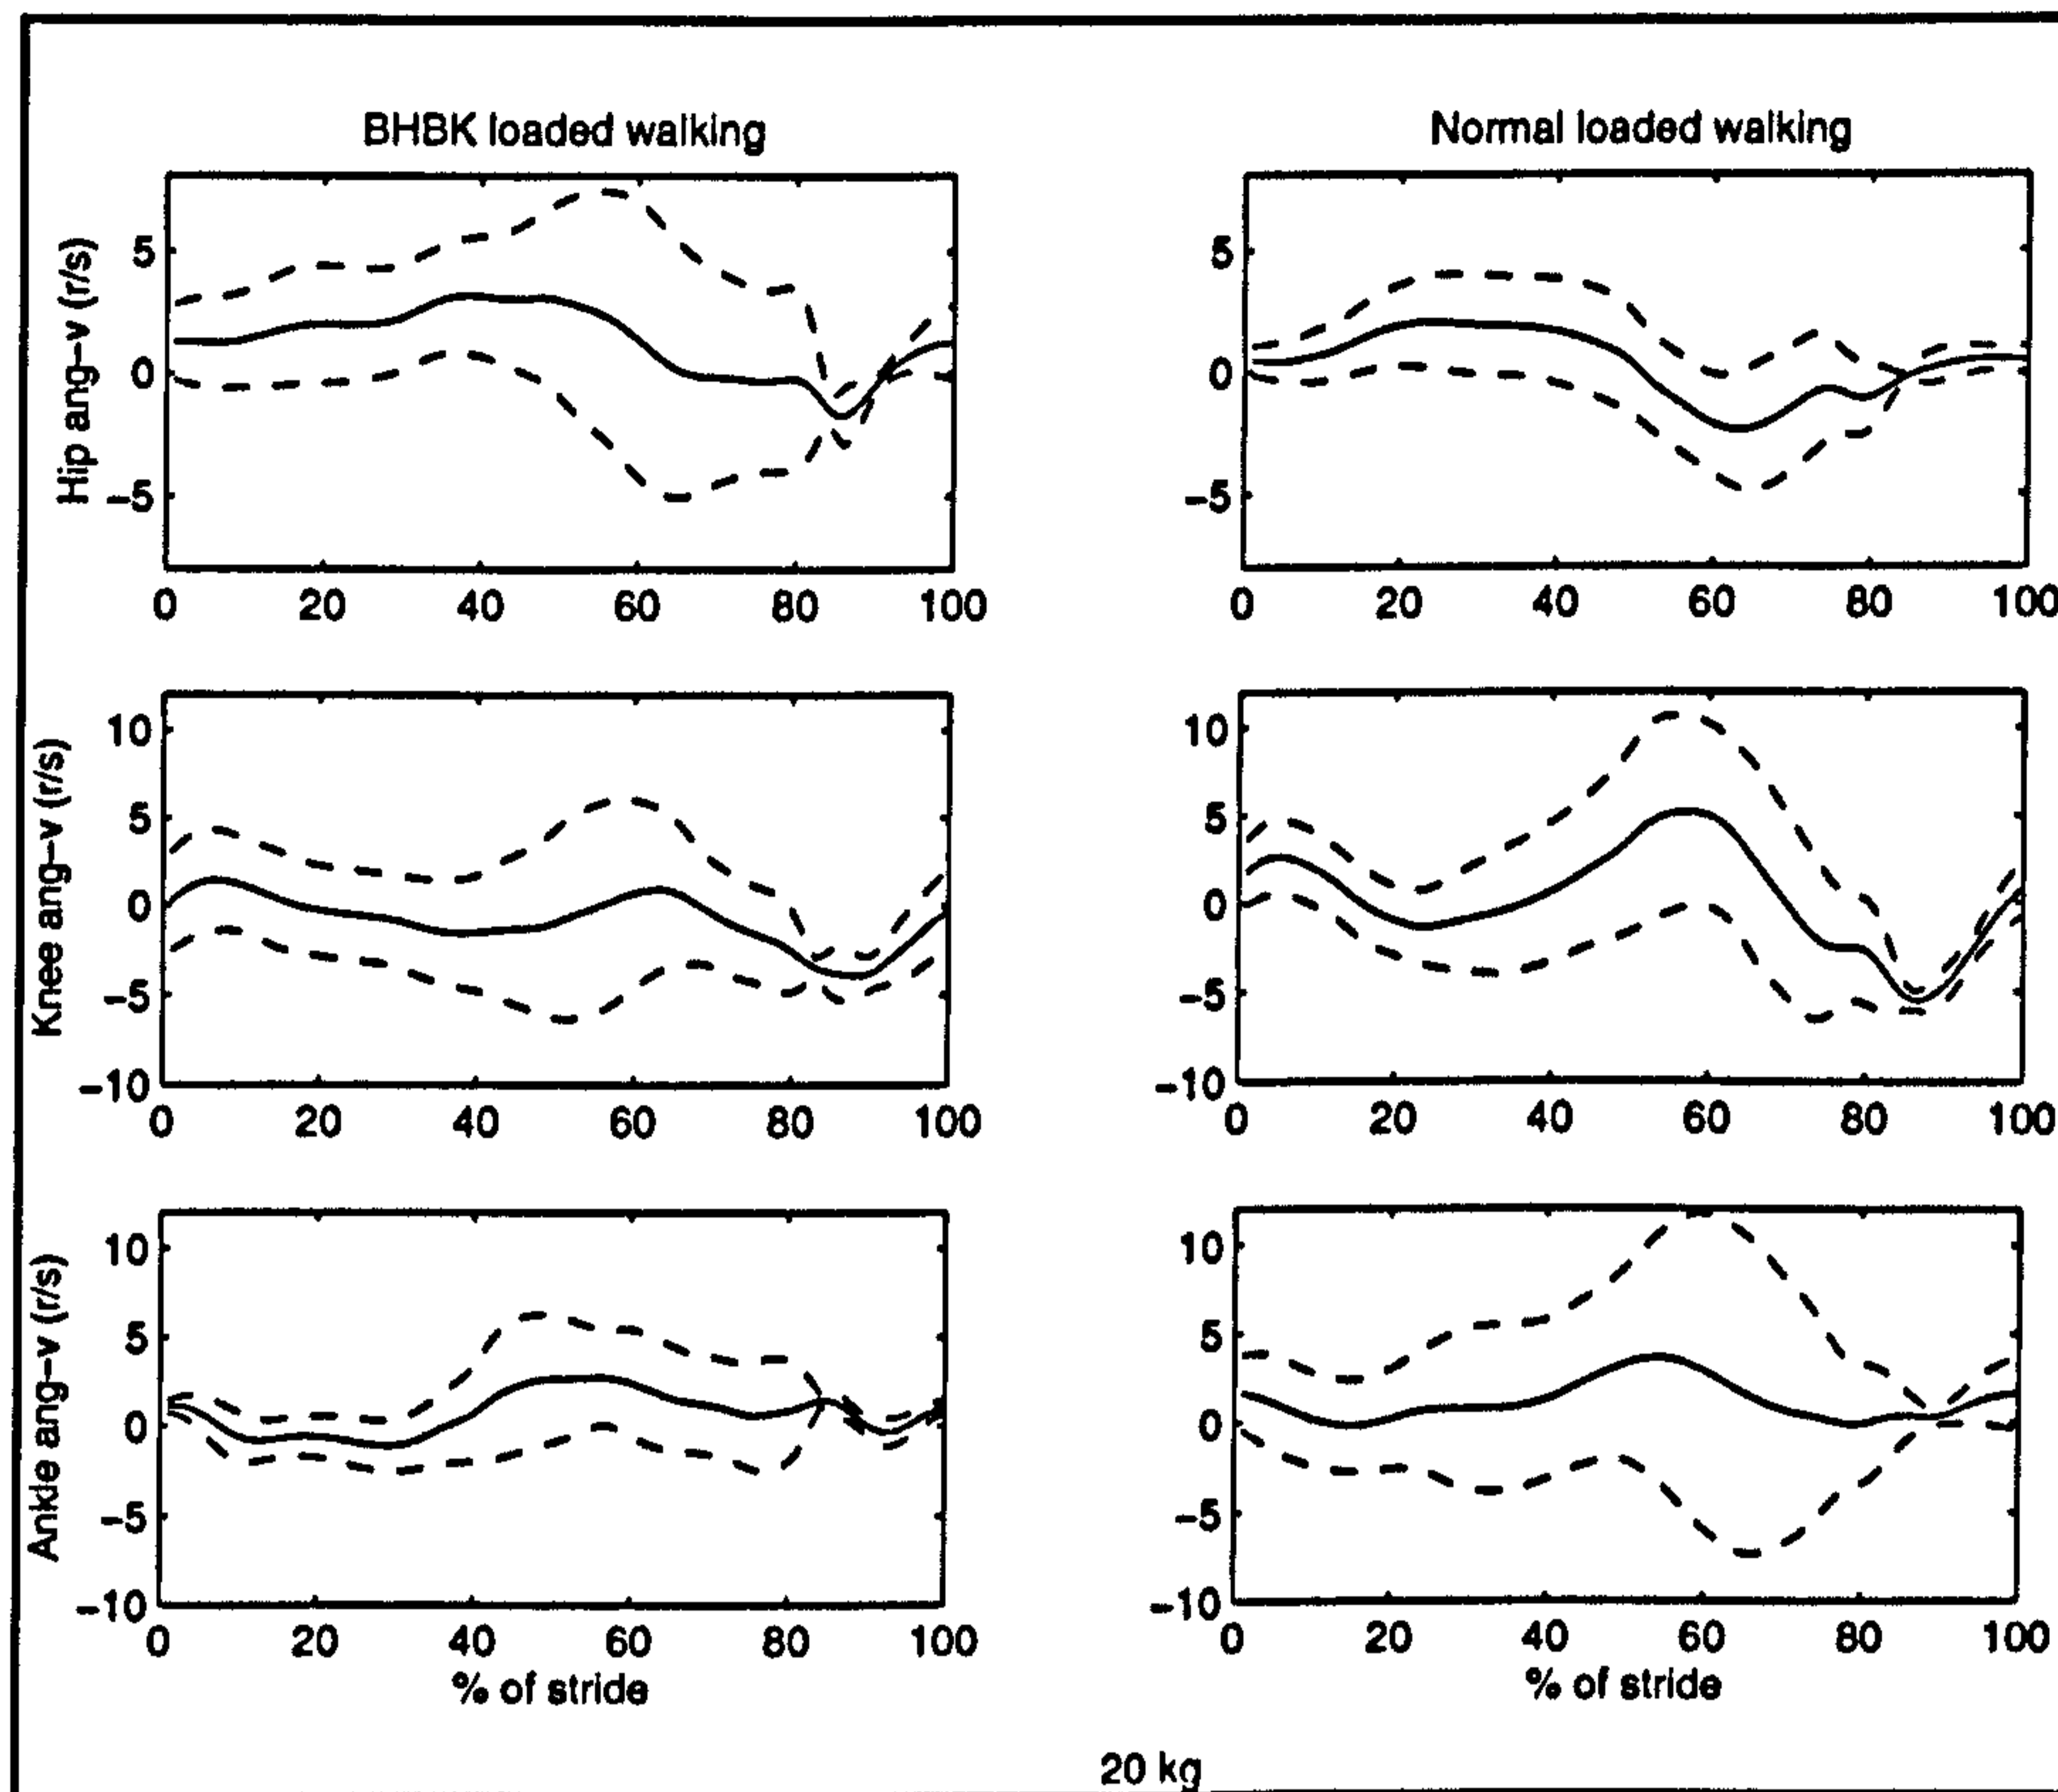 BHBK loaded walking
Normal loaded walking
Hip ang-v (r/s)
5
0
-5
0 20 40 60 80 100
5
0
-5
0 20 40 60 80 100
Knee ang-v (r/s)
10
5
0
-5
-10
0 20 40 60 80 100
10
5
0
-5
-10
0 20 40 60 80 100
Ankle ang-v (r/s)
10
5
0
-5
-10
0 20 40 60 80 100
% of stride
10
5
0
-5
-10
0 20 40 60 80 100
% of stride
20 kg